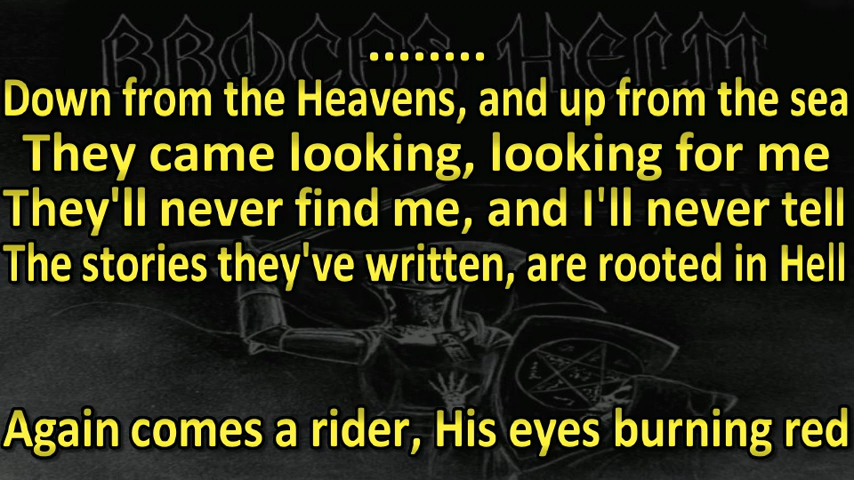 BROCAS HELM
........
Down from the Heavens, and up from the sea
They came looking, looking for me
They'll never find me, and I'll never tell
The stories they've written, are rooted in Hell
Again comes a rider, His eyes burning red